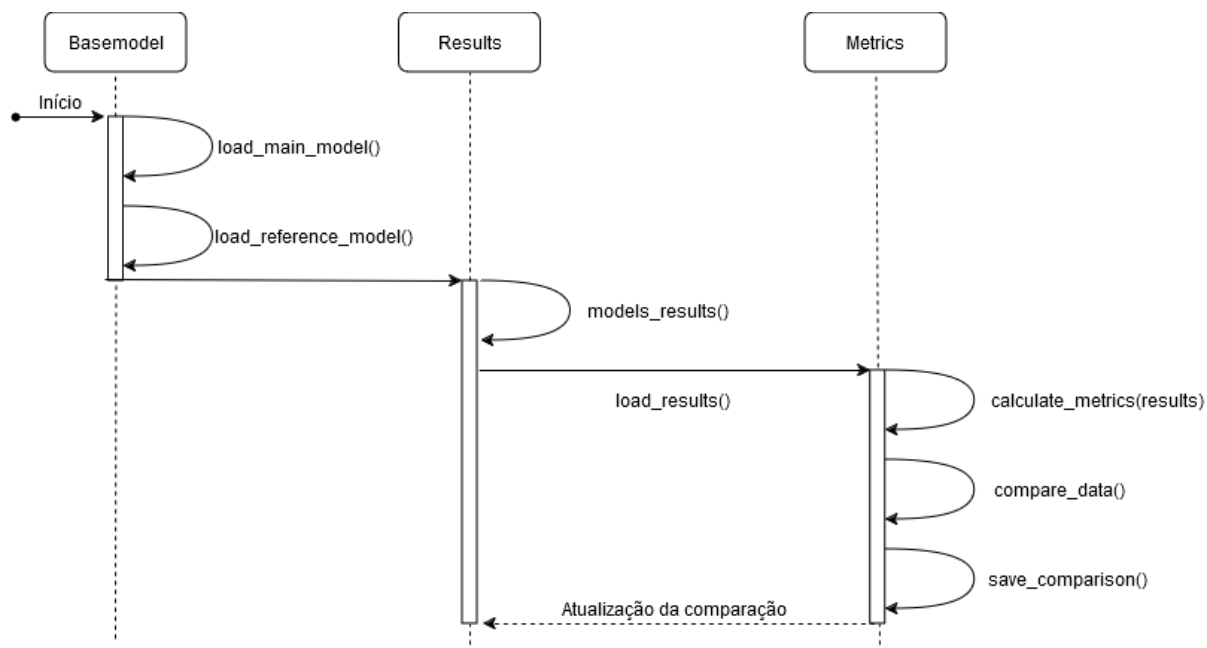 Basemodel
Results
Metrics
Início
load_main_model()
load_reference_model()
models_results()
load_results()
calculate_metrics(results)
compare_data()
save_comparison()
Atualização da comparação